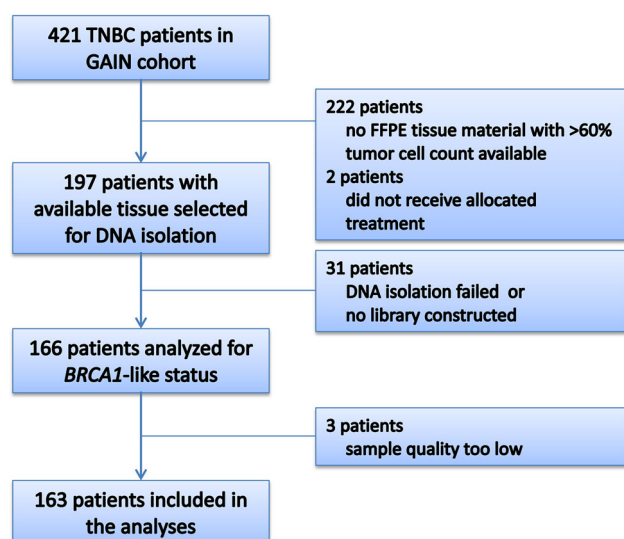 421 TNBC patients in
GAIN cohort
222 patients
no FFPE tissue material with >60%
tumor cell count available
2 patients
did not receive allocated
treatment
197 patients with
available tissue selected
for DNA isolation
31 patients
DNA isolation failed or
no library constructed
166 patients analyzed for
BRCA1-like status
3 patients
sample quality too low
163 patients included in
the analyses